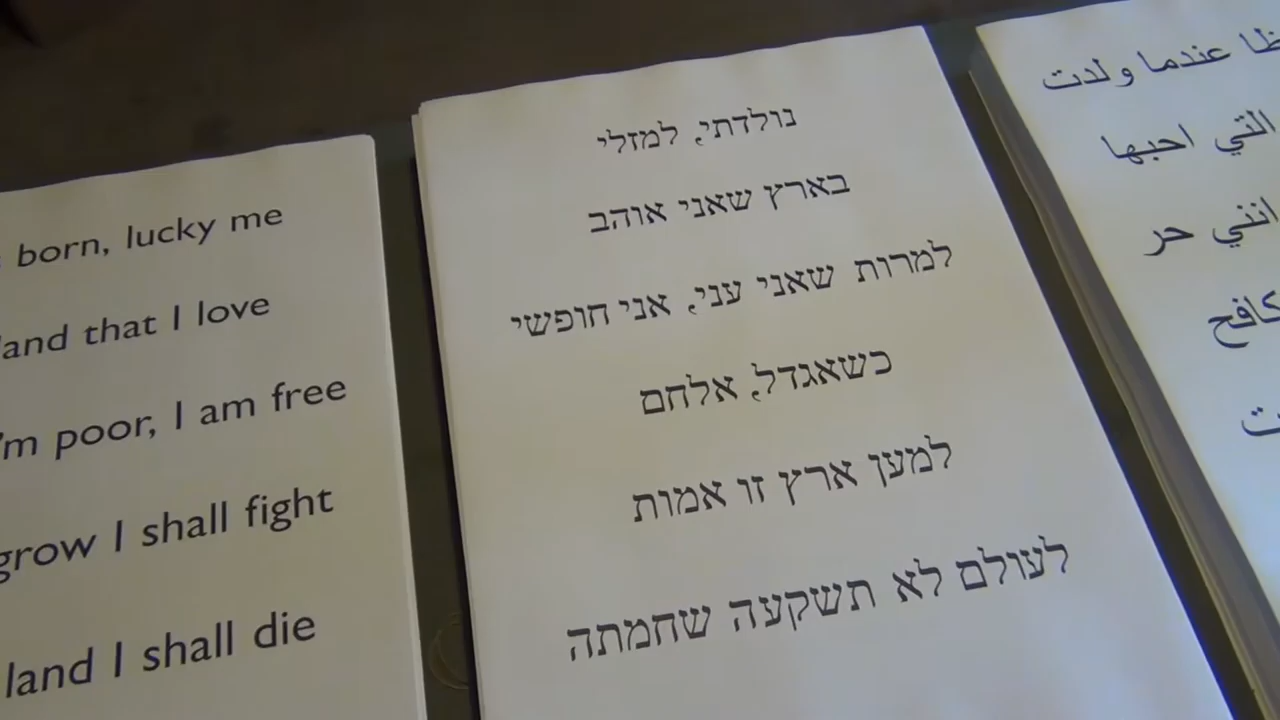 born, lucky me
land that I love
I'm poor, I am free
grow I shall fight
land I shall die
נולדתי, למזלי
בארץ שאני אוהב
למרות שאני עני, אני חופשי
כשאגדל, אלחם
למען ארץ זו אמות
לעולם לא תשקעה שחמתה
عندما ولدت
التي احبها
انني حر